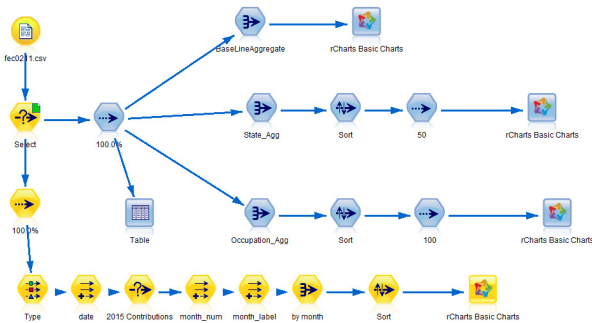 fec0211.csv
BaseLineAggregate
rCharts Basic Charts
Select
100.0%
State_Agg
Sort
50
rCharts Basic Charts
100.0%
Table
Occupation_Agg
Sort
100
rCharts Basic Charts
Type
date
2015 Contributions
month_num
month_label
by month
Sort
rCharts Basic Charts